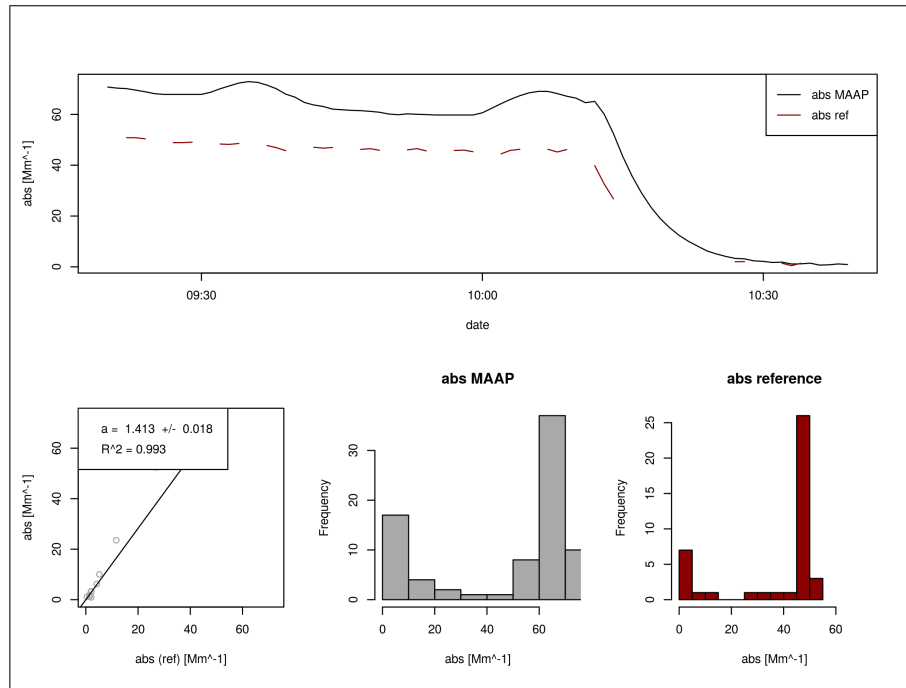 abs [Mm^-1]
60
40
20
0
abs MAAP
abs ref
09:30 10:00 10:30
date
abs MAAP
abs reference
abs [Mm^-1]
60
40
20
0
a = 1.413 +/- 0.018
R^2 = 0.993
0 20 40 60
abs (ref) [Mm^-1]
Frequency
30
20
10
0
0 20 40 60
abs [Mm^-1]
Frequency
25
20
15
10
5
0
0 20 40 60
abs [Mm^-1]